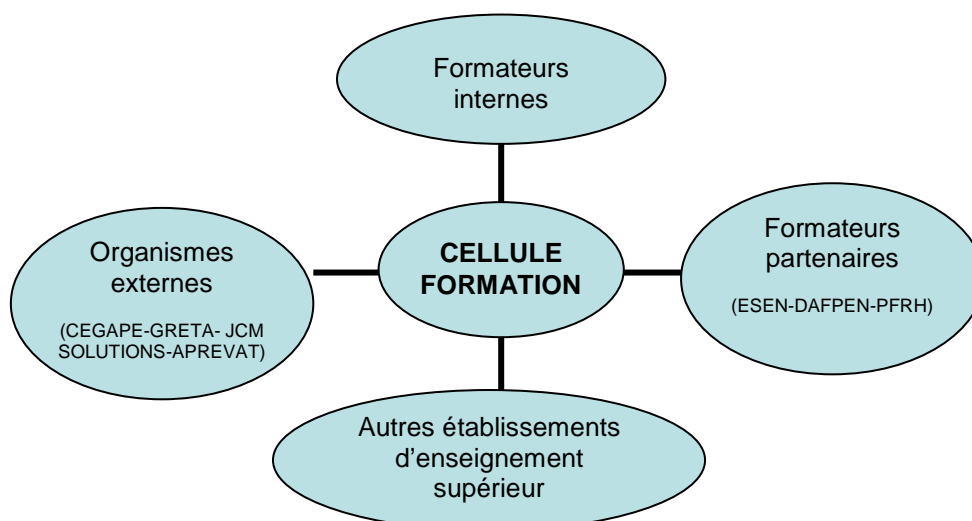 Formateurs
internes
Organismes
externes
(CEGAPE-GRETA- JCM
SOLUTIONS-APREVAT)
CELLULE
FORMATION
Formateurs
partenaires
(ESEN-DAFPEN-PFRH)
Autres établissements
d'enseignement
supérieur